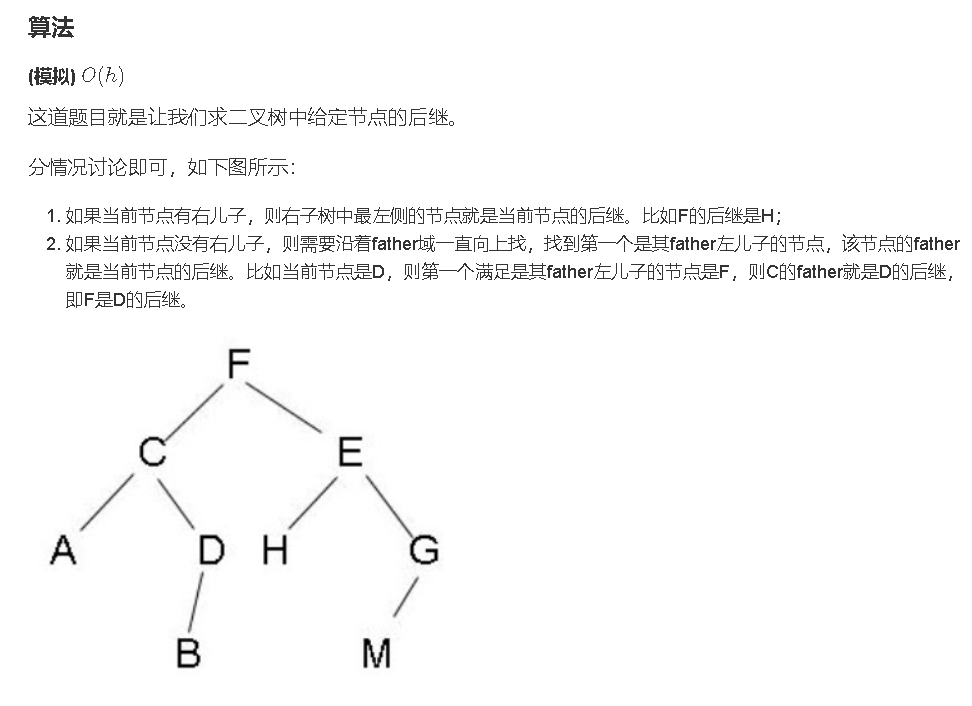 算法
(模拟) O(h)
这道题目就是让我们求二叉树中给定节点的后继。
分情况讨论即可，如下图所示：
1. 如果当前节点有右儿子，则右子树中最左侧的节点就是当前节点的后继。比如F的后继是H；
2. 如果当前节点没有右儿子，则需要沿着father域一直向上找，找到第一个是其father左儿子的节点，该节点的father
就是当前节点的后继。比如当前节点是D，则第一个满足是其father左儿子的节点是F，则C的father就是D的后继，
即F是D的后继。
F
C E
A D H G
B M